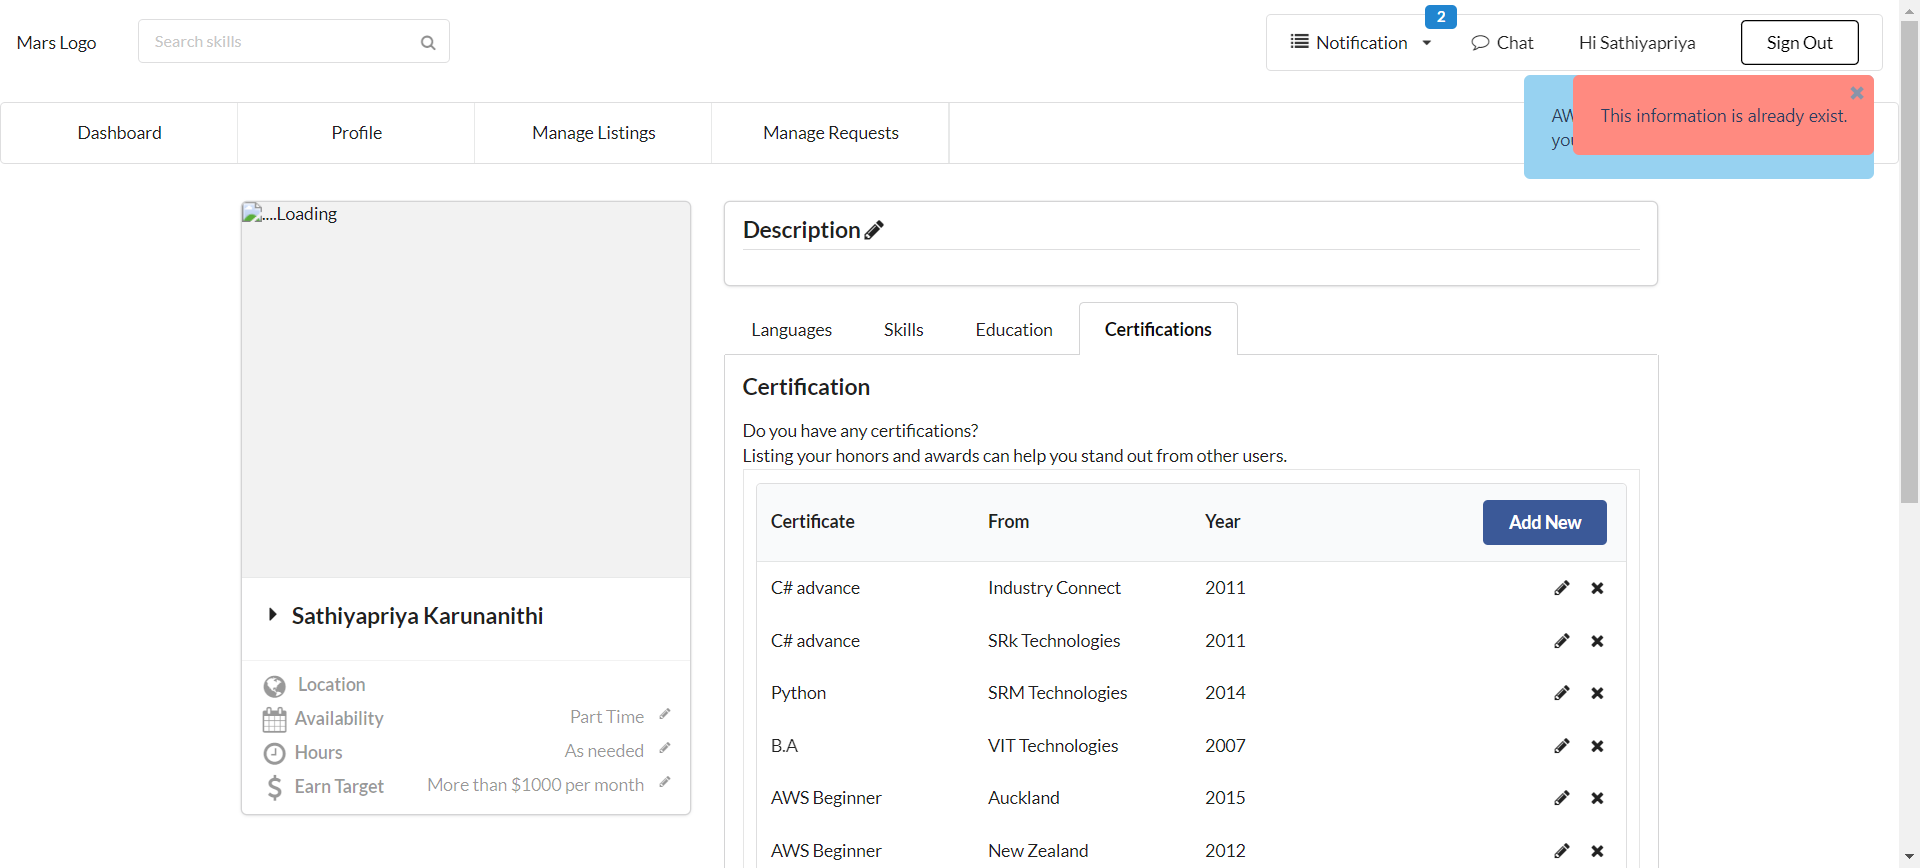 Mars Logo
Search skills
Notification
2
Chat
Hi Sathiyapriya
Sign Out
This information is already exist.
Dashboard
Profile
Manage Listings
Manage Requests
....Loading
Sathiyapriya Karunanithi
Location
Availability Part Time
Hours As needed
Earn Target More than $1000 per month
Description
Languages
Skills
Education
Certifications
Certification
Do you have any certifications?
Listing your honors and awards can help you stand out from other users.
Certificate From Year Add New
C# advance Industry Connect 2011
C# advance SRk Technologies 2011
Python SRM Technologies 2014
B.A VIT Technologies 2007
AWS Beginner Auckland 2015
AWS Beginner New Zealand 2012